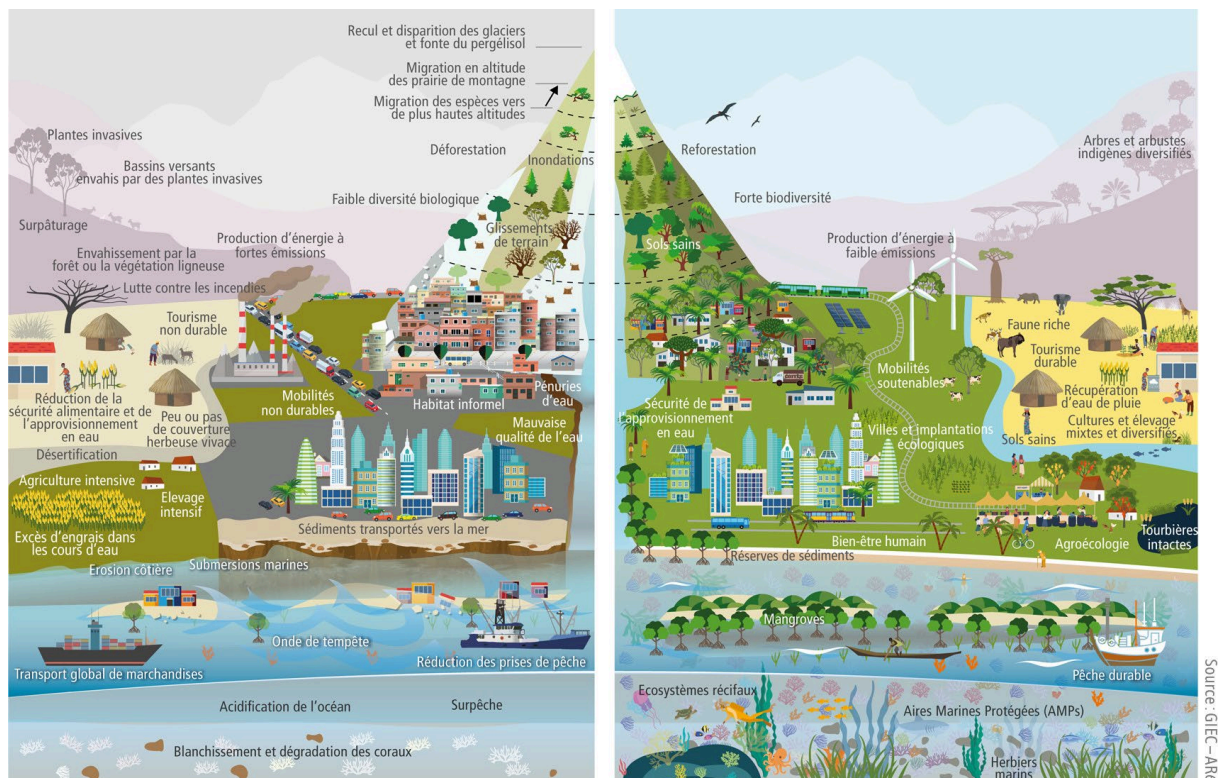 Recul et disparition des glaciers
et fonte du pergélisol
Migration en altitude
des prairie de montagne
Migration des espèces vers
de plus hautes altitudes
Plantes invasives
Déforestation
Inondations
Bassins versants
envahis par des plantes invasives
Faible diversité biologique
Surpâturage
Glissements
de terrain
Production d'énergie à
fortes émissions
Envahissement par la
forêt ou la végétation ligneuse
Lutte contre les incendies
Tourisme
non durable
Mobilités
non durables
Habitat informel
Pénuries
d'eau
Réduction de la
sécurité alimentaire et de
l'approvisionnement
en eau
Peu ou pas
de couverture
herbeuse vivace
Mauvaise
qualité de l'eau
Désertification
Agriculture intensive
Elevage
intensif
Excès d'engrais dans
les cours d'eau
Sédiments transportés vers la mer
Erosion côtière
Submersions marines
Onde de tempête
Transport global de marchandises
Réduction des prises de pêche
Acidification de l'océan
Surpêche
Blanchissement et dégradation des coraux
Reforestation
Arbres et arbustes
indigènes diversifiés
Forte biodiversité
Sols sains
Production d'énergie à
faible émissions
Faune riche
Tourisme
durable
Mobilités
soutenables
Récupération
d'eau de pluie
Sécurité de
l'approvisionnement
en eau
Villes et implantations
écologiques
Cultures et élevage
mixtes et diversifiés
Sols sains
Tourbières
intactes
Bien-être humain
Agroécologie
Réserves de sédiments
Mangroves
Pêche durable
Ecosystèmes récifaux
Aires Marines Protégées (AMPs)
Herbiers
marins
Source : GIEC – AR6